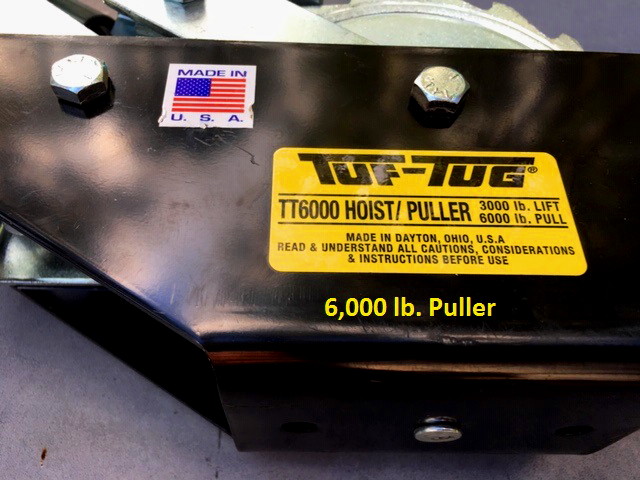 MADE IN
U. S. A.
TUF-TUG®
TT6000 HOIST/ PULLER 3000 lb. LIFT
6000 lb. PULL
MADE IN DAYTON, OHIO, U.S.A
READ & UNDERSTAND ALL CAUTIONS, CONSIDERATIONS
& INSTRUCTIONS BEFORE USE
6,000 lb. Puller